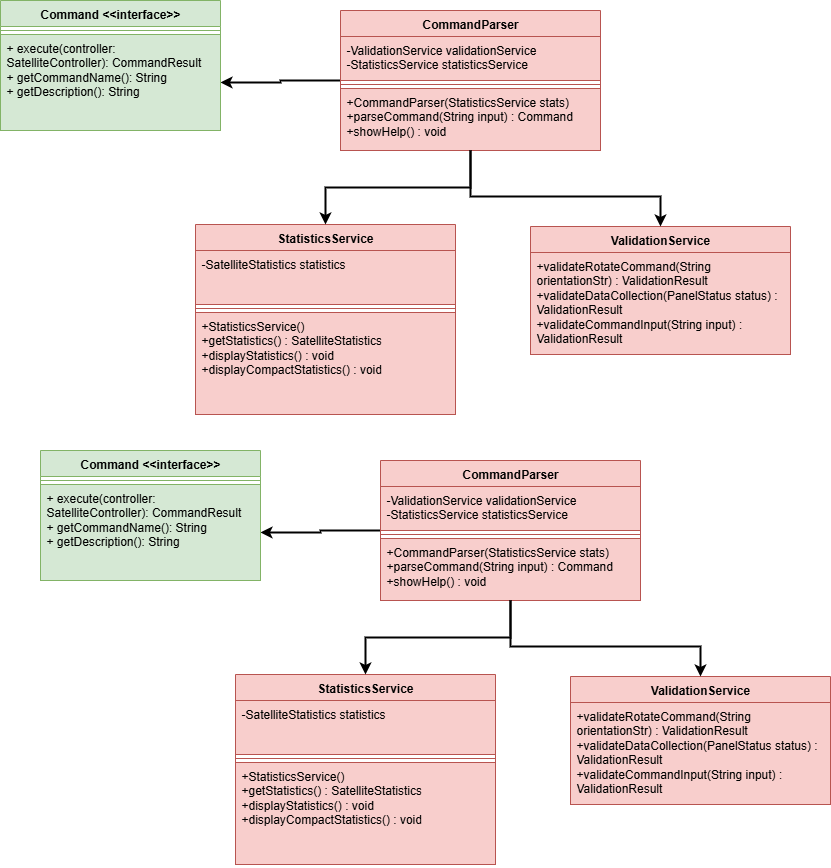 Command <<interface>>
+ execute(controller:
SatelliteController): CommandResult
+ getCommandName(): String
+ getDescription(): String
CommandParser
-ValidationService validationService
-StatisticsService statisticsService
+CommandParser(StatisticsService stats)
+parseCommand(String input) : Command
+showHelp() : void
StatisticsService
-SatelliteStatistics statistics
+StatisticsService()
+getStatistics() : SatelliteStatistics
+displayStatistics() : void
+displayCompactStatistics() : void
ValidationService
+validateRotateCommand(String
orientationStr) : ValidationResult
+validateDataCollection(PanelStatus status) :
ValidationResult
+validateCommandInput(String input) :
ValidationResult
Command <<interface>>
+ execute(controller:
SatelliteController): CommandResult
+ getCommandName(): String
+ getDescription(): String
CommandParser
-ValidationService validationService
-StatisticsService statisticsService
+CommandParser(StatisticsService stats)
+parseCommand(String input) : Command
+showHelp() : void
StatisticsService
-SatelliteStatistics statistics
+StatisticsService()
+getStatistics() : SatelliteStatistics
+displayStatistics() : void
+displayCompactStatistics() : void
ValidationService
+validateRotateCommand(String
orientationStr) : ValidationResult
+validateDataCollection(PanelStatus status) :
ValidationResult
+validateCommandInput(String input) :
ValidationResult